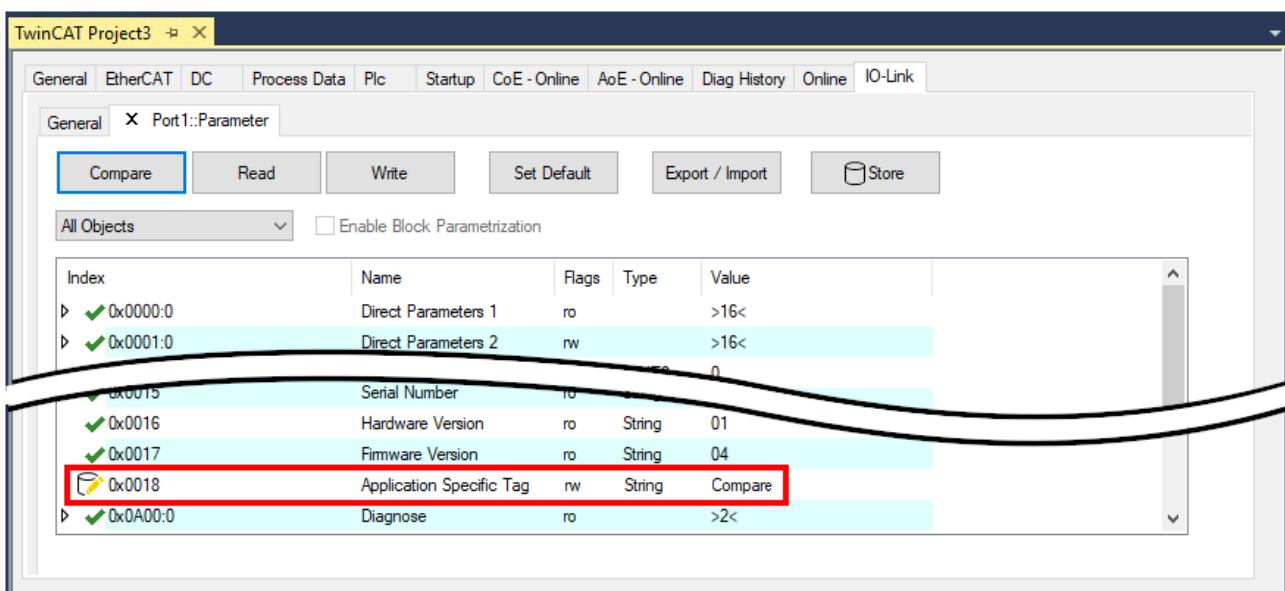 TwinCAT Project3
General EtherCAT DC Process Data Plc Startup CoE - Online AoE - Online Diag History Online IO-Link
General X Port1::Parameter
Compare Read Write Set Default Export / Import Store
All Objects Enable Block Parametrization
Index Name Flags Type Value
0x0000:0 Direct Parameters 1 ro >16<
0x0001:0 Direct Parameters 2 rw >16<
0
0x0015 Serial Number ro
0x0016 Hardware Version ro String 01
0x0017 Firmware Version ro String 04
0x0018 Application Specific Tag rw String Compare
0x0A00:0 Diagnose ro >2<